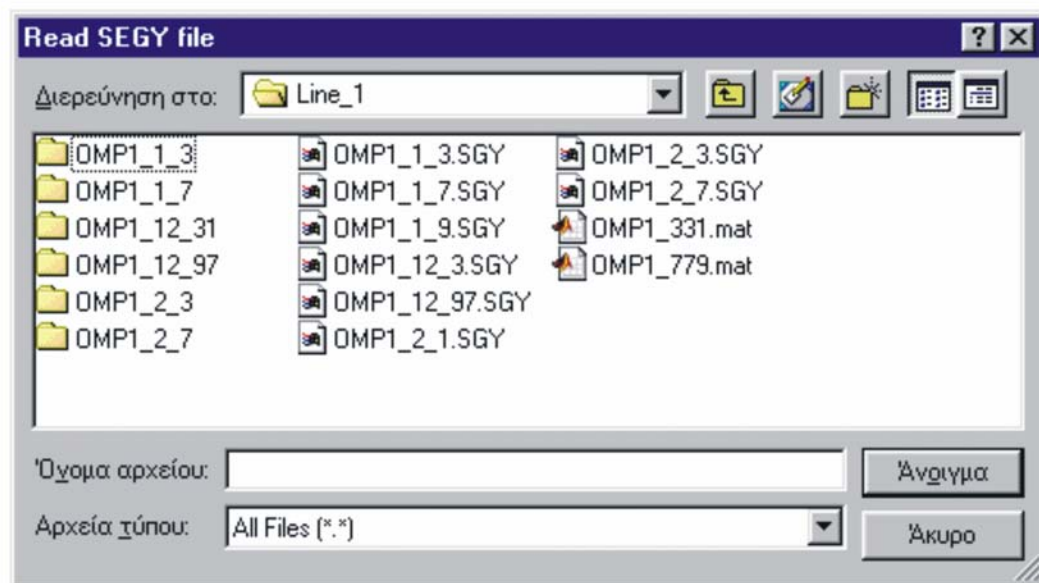 Read SEGY file
Διερεύνηση στο: Line_1
OMP1_1_3
OMP1_1_7
OMP1_12_31
OMP1_12_97
OMP1_2_3
OMP1_2_7
OMP1_1_3.SGY
OMP1_1_7.SGY
OMP1_1_9.SGY
OMP1_12_3.SGY
OMP1_12_97.SGY
OMP1_2_1.SGY
OMP1_2_3.SGY
OMP1_2_7.SGY
OMP1_331.mat
OMP1_779.mat
Όνομα αρχείου:
Άνοιγμα
Αρχεία τύπου: All Files (*.*)
Άκυρο